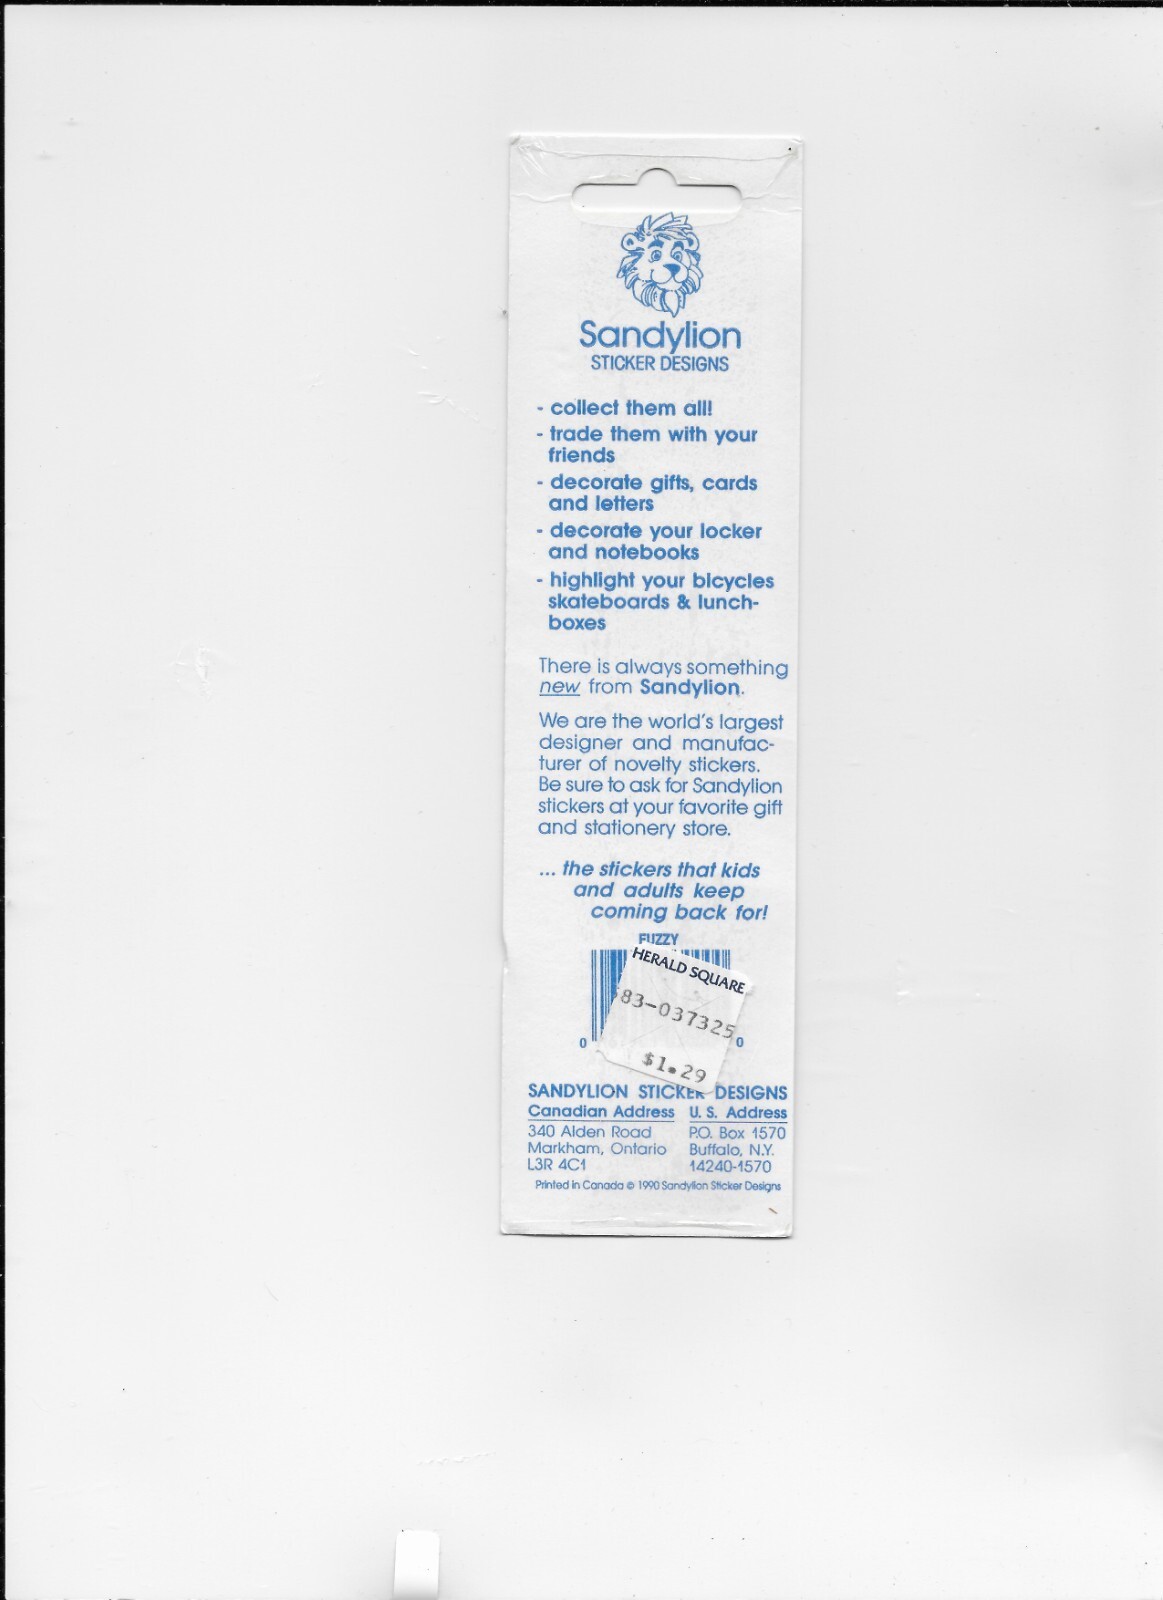 Sandylion
STICKER DESIGNS
- collect them all!
- trade them with your
friends
- decorate gifts, cards
and letters
- decorate your locker
and notebooks
- highlight your bicycles
skateboards & lunch-
boxes
There is always something
new from Sandylion.
We are the world's largest
designer and manufac-
turer of novelty stickers.
Be sure to ask for Sandylion
stickers at your favorite gift
and stationery store.
... the stickers that kids
and adults keep
coming back for!
FUZZY
HERALD SQUARE
83-037325
0 0
$1.29
SANDYLION STICKER DESIGNS
Canadian Address U. S. Address
340 Alden Road P.O. Box 1570
Markham, Ontario Buffalo, N.Y.
L3R 4C1 14240-1570
Printed in Canada © 1990 Sandylion Sticker Designs